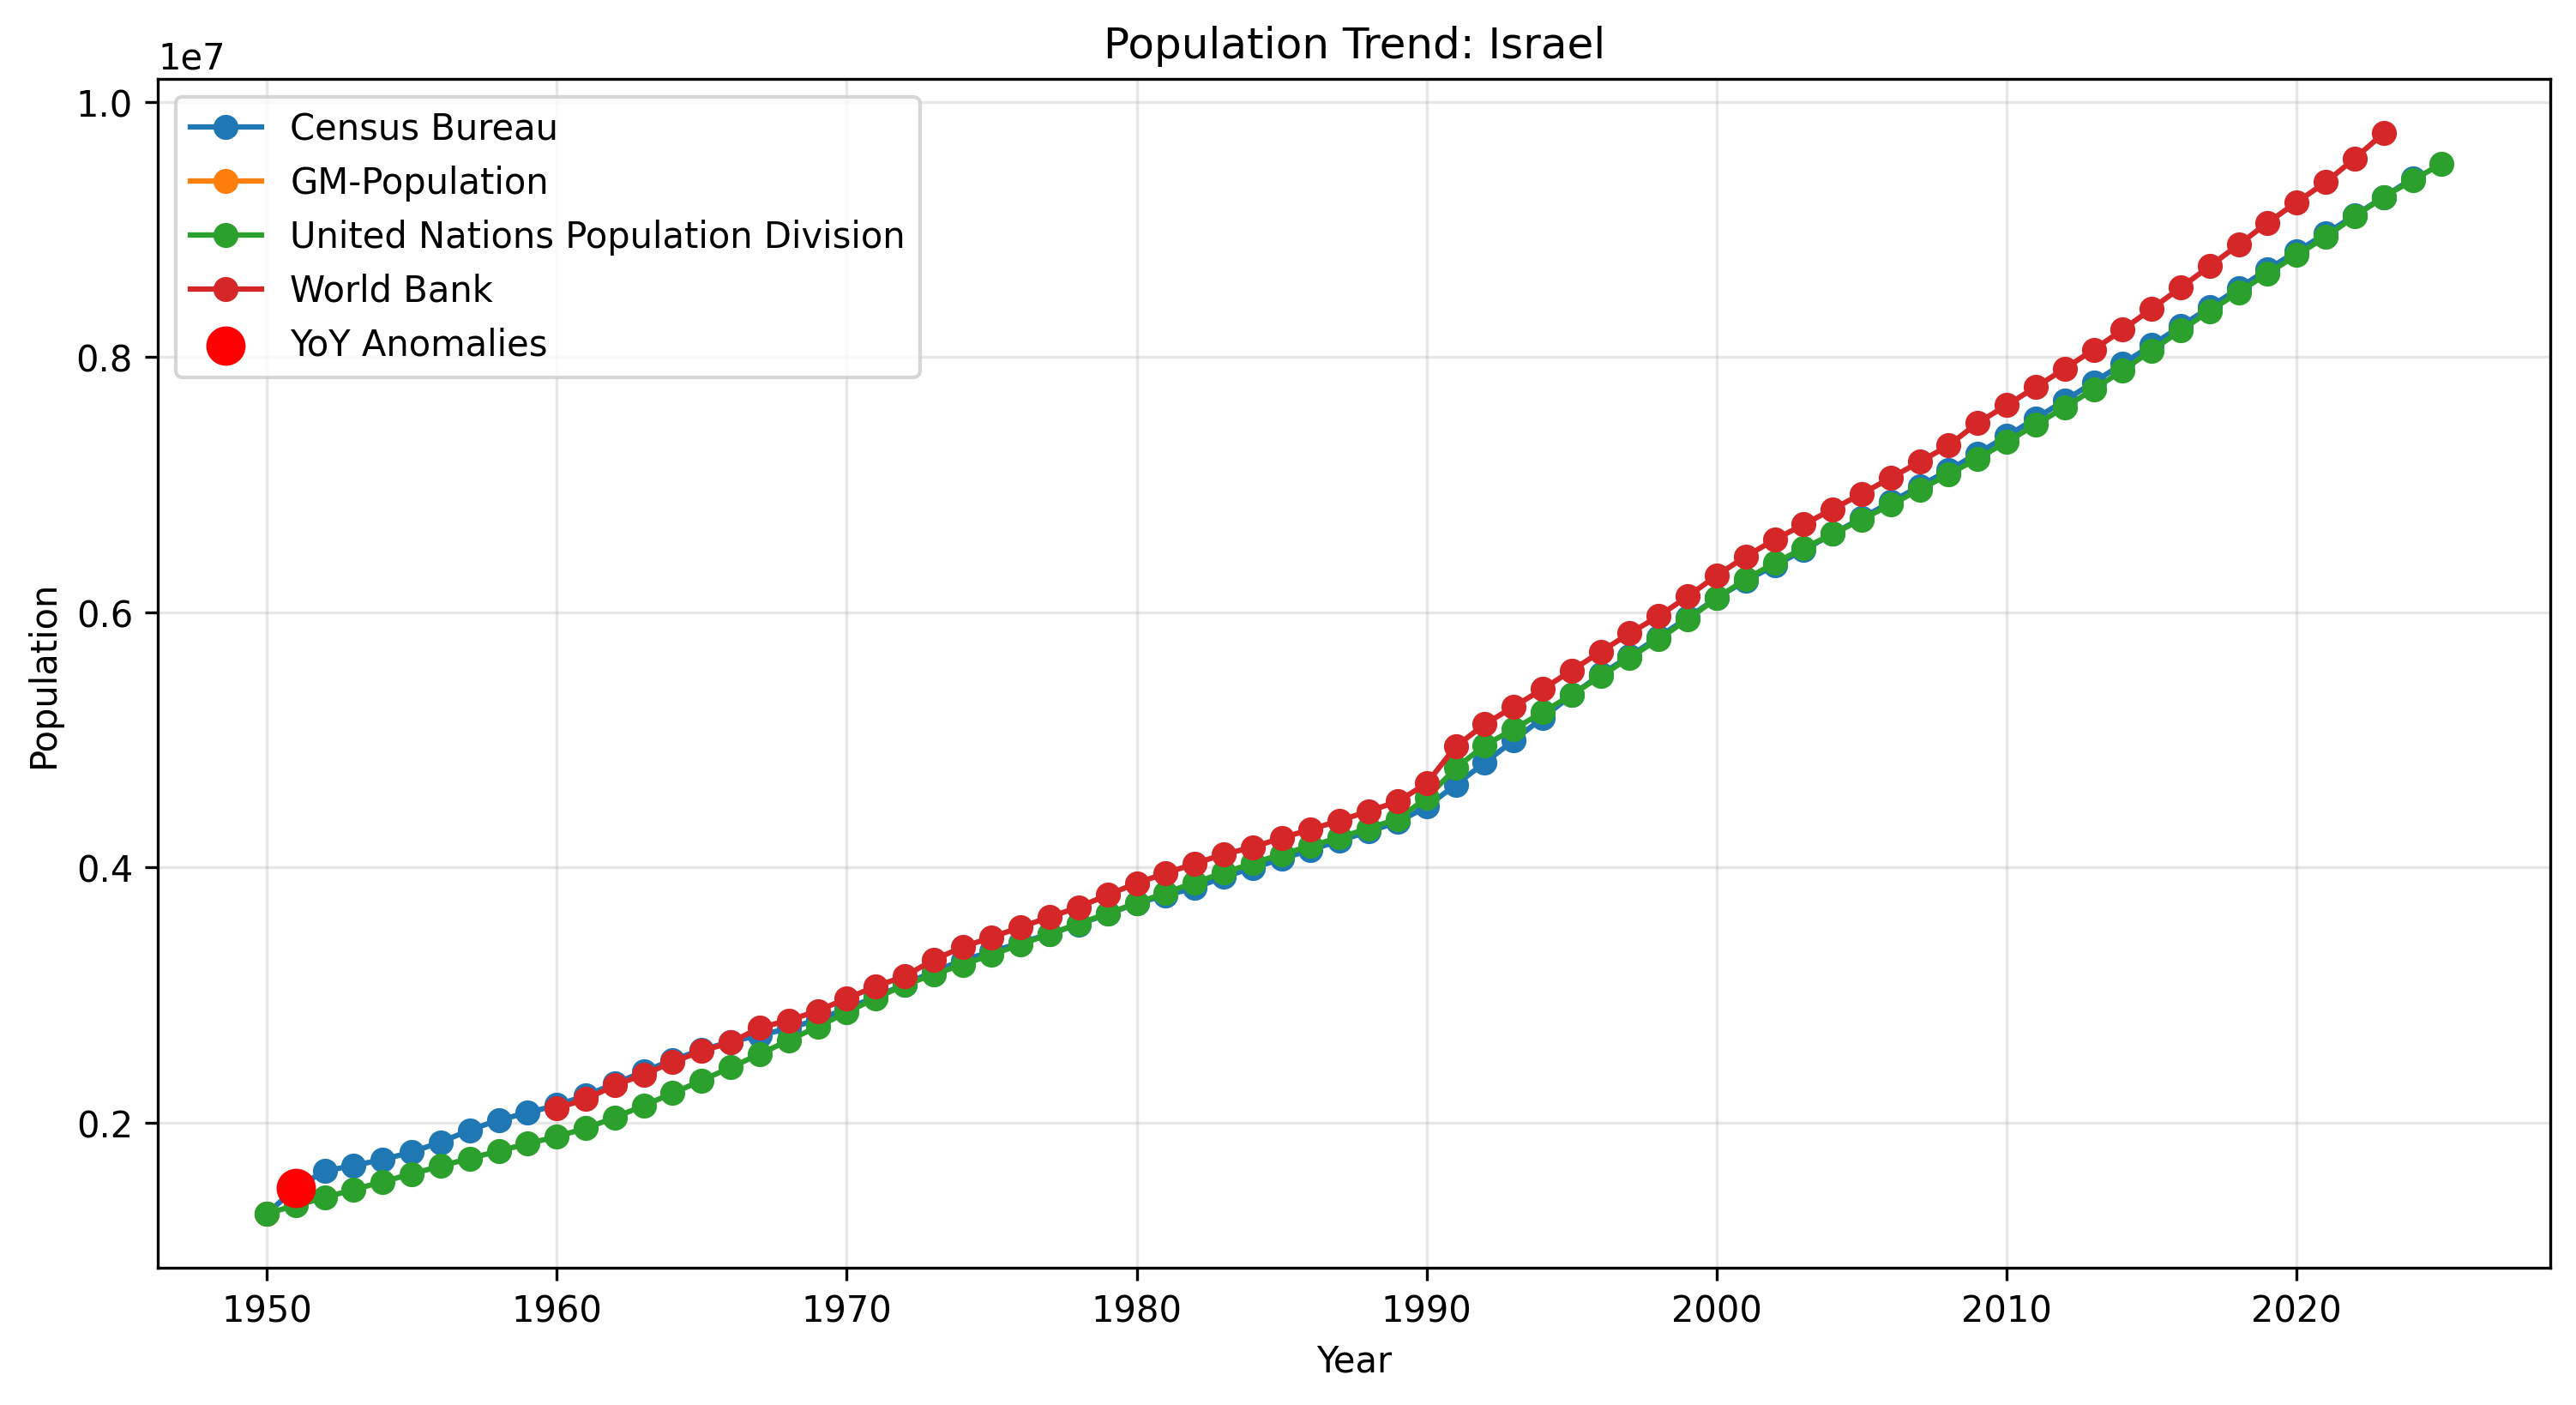 Population Trend: Israel
1e7
1.0
0.8
0.6
0.4
0.2
Population
Census Bureau
GM-Population
United Nations Population Division
World Bank
YoY Anomalies
1950 1960 1970 1980 1990 2000 2010 2020
Year